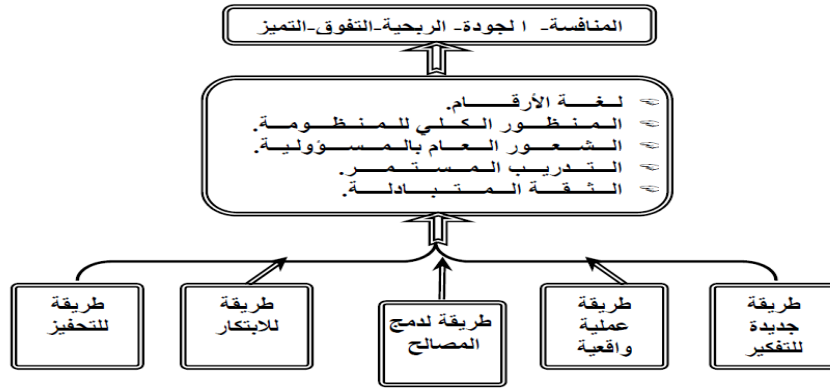 المنافسة- الجودة- الربحية-التفوق-التميز
لغة الأرقام.
المنظور الكلي للمنظومة.
الشعور العام بالمسؤولية.
التدريب المستمر.
الثقة المتبادلة.
طريقة
جديدة
للتفكير
طريقة
عملية
واقعية
طريقة لدمج
المصالح
طريقة
للابتكار
طريقة
للتحفيز